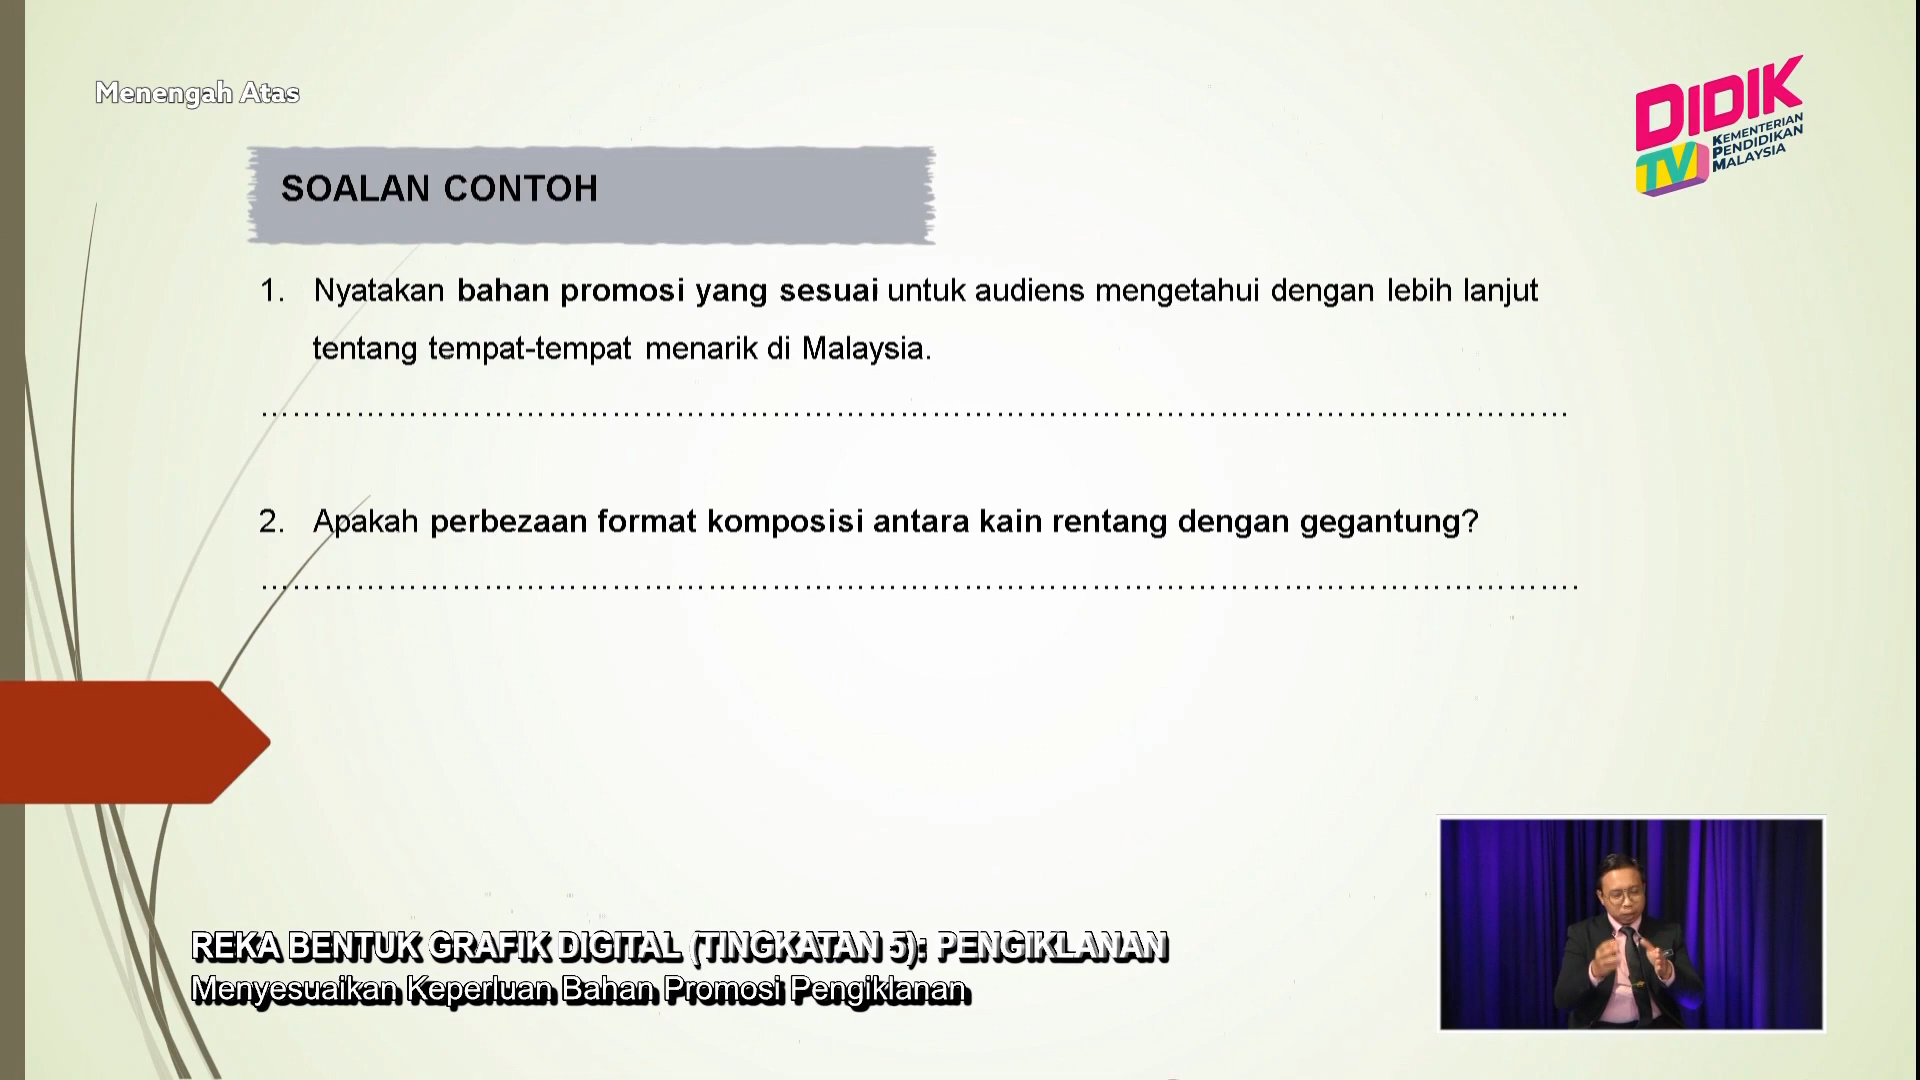 Menengah Atas
DIDIK
TV
KEMENTERIAN
PENDIDIKAN
MALAYSIA
SOALAN CONTOH
1. Nyatakan bahan promosi yang sesuai untuk audiens mengetahui dengan lebih lanjut
tentang tempat-tempat menarik di Malaysia.
2. Apakah perbezaan format komposisi antara kain rentang dengan gegantung?
REKA BENTUK GRAFIK DIGITAL (TINGKATAN 5): PENGIKLANAN
Menyesuaikan Keperluan Bahan Promosi Pengiklanan